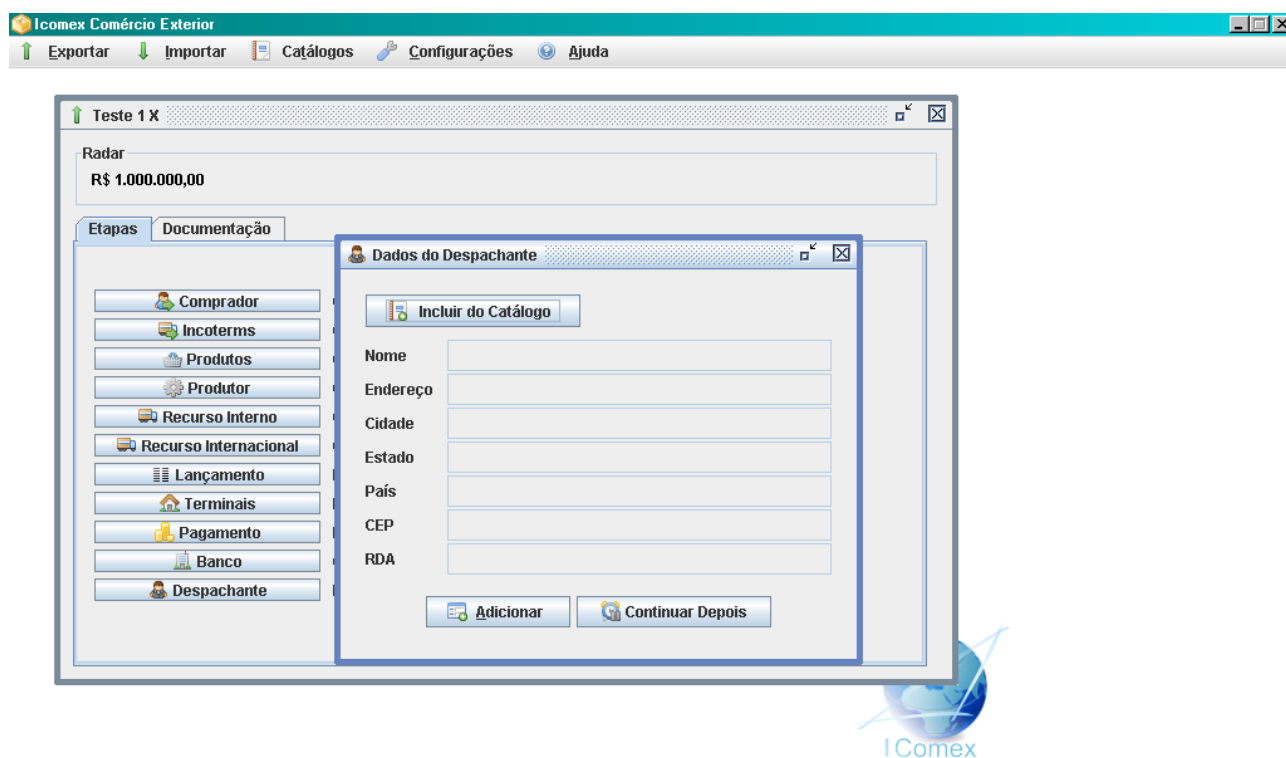 Icomex Comércio Exterior
Exportar Importar Catálogos Configurações Ajuda
Teste 1 X
Radar
R$ 1.000.000,00
Etapas Documentação
Dados do Despachante
Incluir do Catálogo
Comprador
Incoterms
Produtos
Produtor
Recurso Interno
Recurso Internacional
Lançamento
Terminais
Pagamento
Banco
Despachante
Nome
Endereço
Cidade
Estado
País
CEP
RDA
Adicionar Continuar Depois
IComex